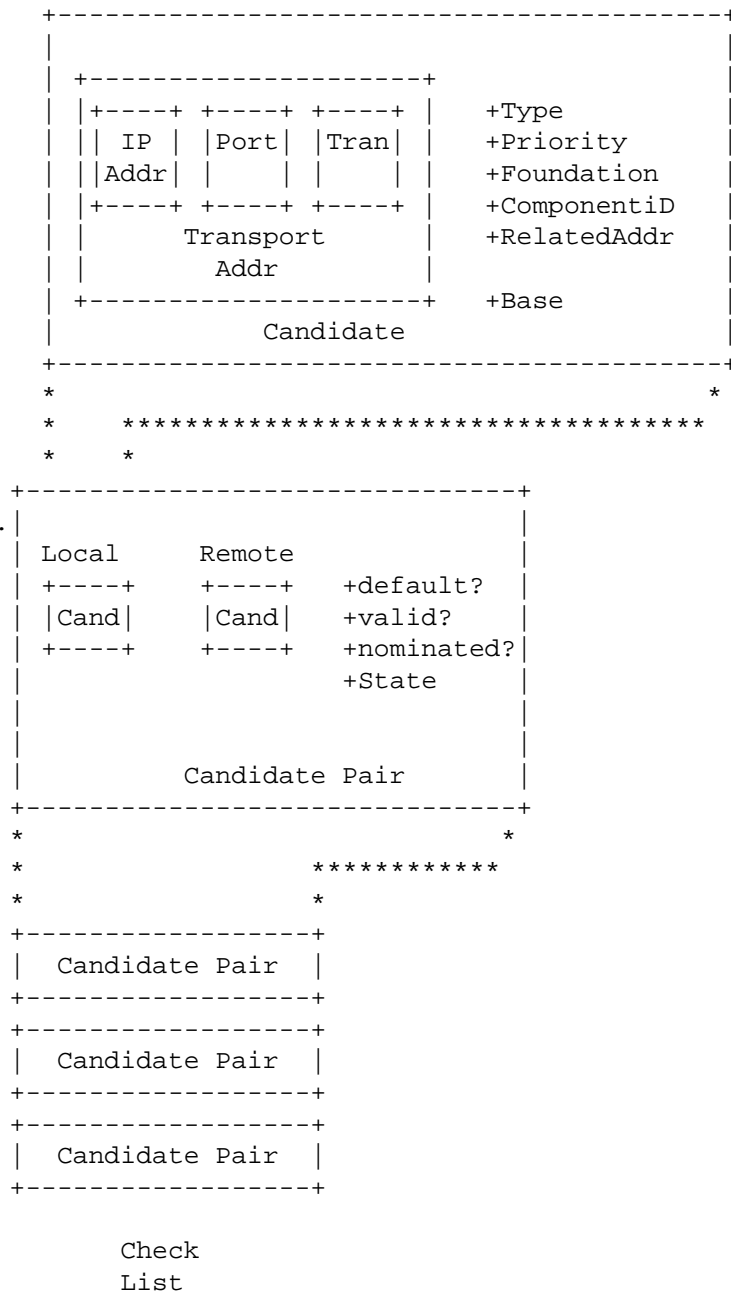 +Type
IP Port Tran +Priority
Addr +Foundation
+ComponentiD
Transport +RelatedAddr
Addr
+Base
Candidate
Local Remote
+default?
Cand Cand +valid?
+nominated?
+State
Candidate Pair
Candidate Pair
Candidate Pair
Candidate Pair
Check
List